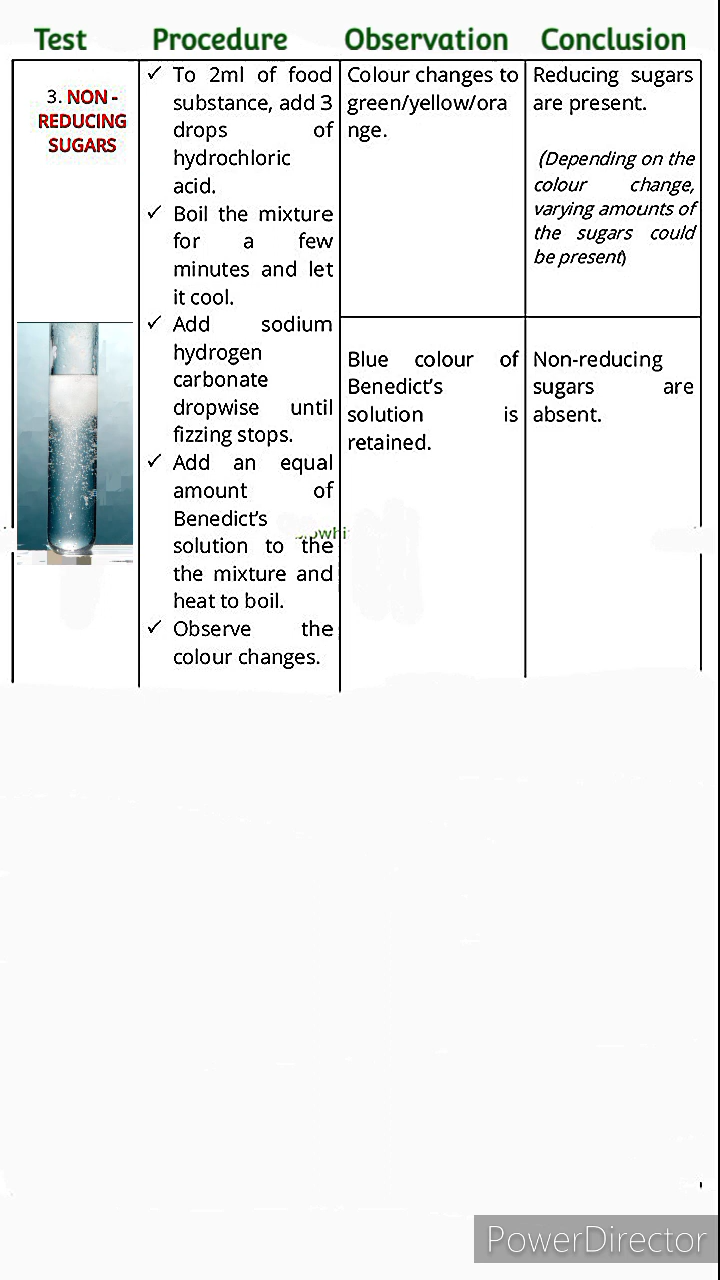 Test Procedure Observation Conclusion
3. NON -
REDUCING
SUGARS
✓ To 2ml of food
substance, add 3
drops of
hydrochloric
acid.
✓ Boil the mixture
for a few
minutes and let
it cool.
✓ Add sodium
hydrogen
carbonate
dropwise until
fizzing stops.
✓ Add an equal
amount of
Benedict’s
solution to the
the mixture and
heat to boil.
✓ Observe the
colour changes.
Colour changes to
green/yellow/ora
nge.
Reducing sugars
are present.
(Depending on the
colour change,
varying amounts of
the sugars could
be present)
Blue colour of
Benedict’s
solution is
retained.
Non-reducing
sugars are
absent.
PowerDirector